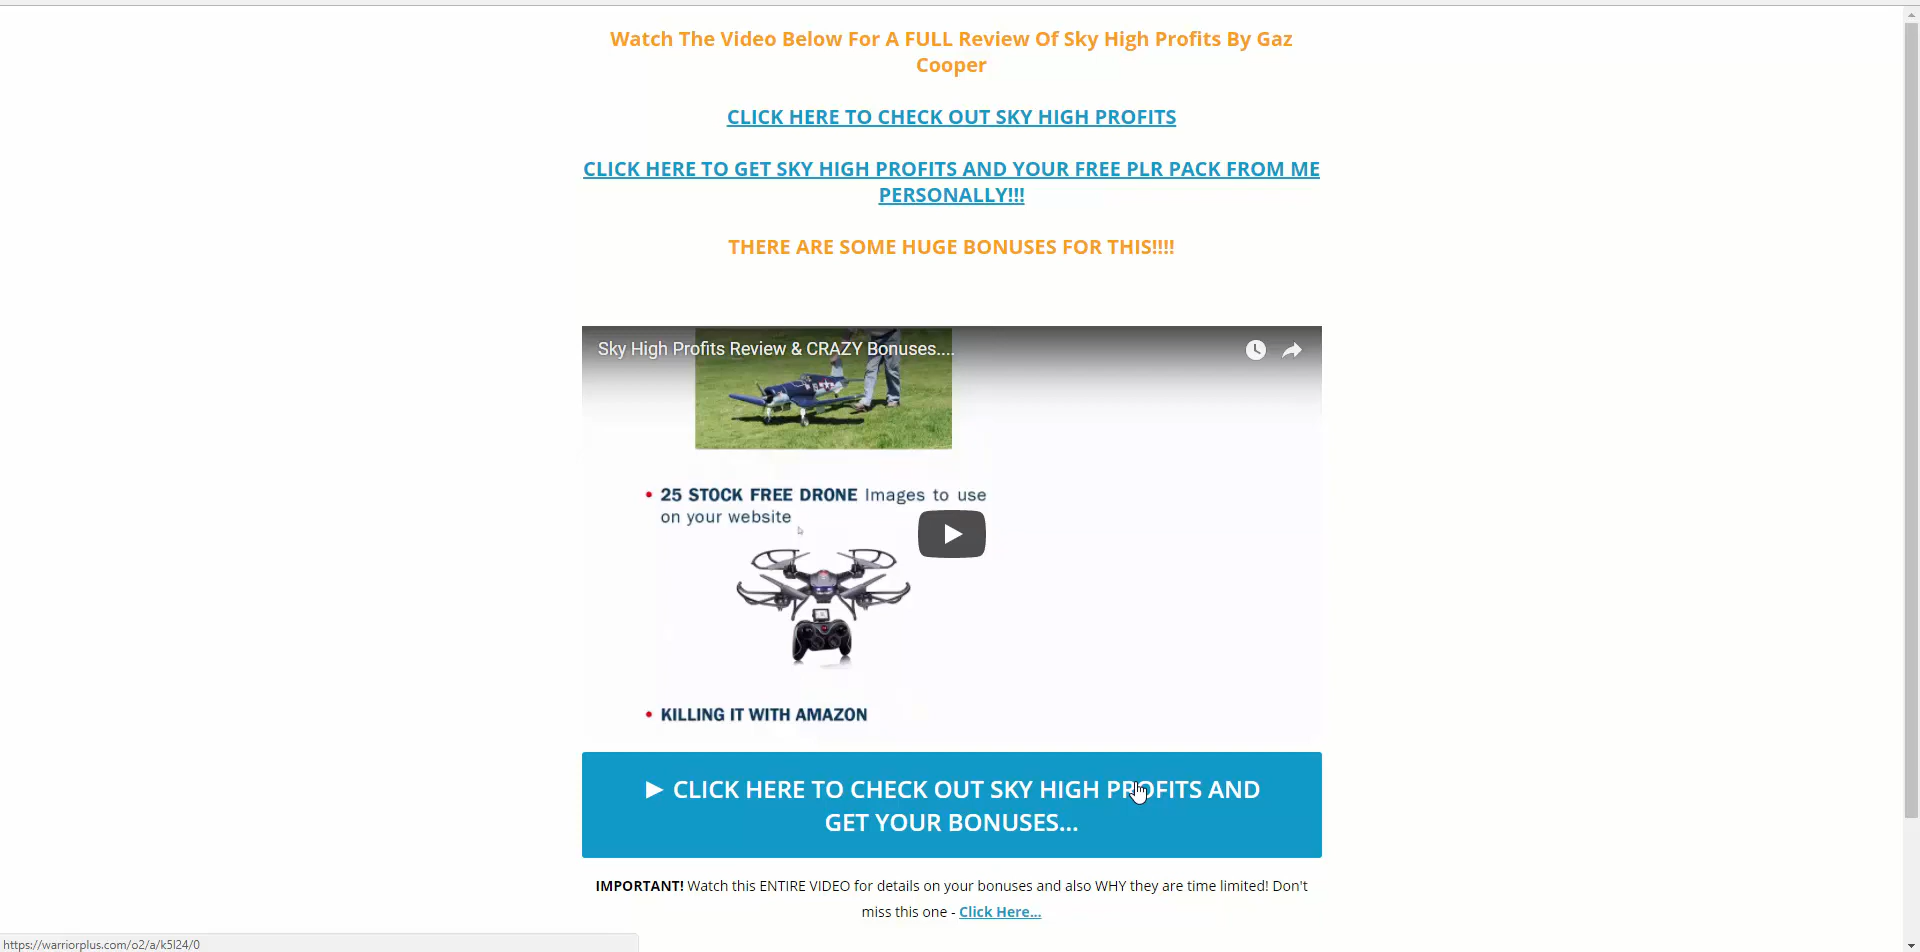 Watch The Video Below For A FULL Review Of Sky High Profits By Gaz
Cooper
CLICK HERE TO CHECK OUT SKY HIGH PROFITS
CLICK HERE TO GET SKY HIGH PROFITS AND YOUR FREE PLR PACK FROM ME
PERSONALLY!!!
THERE ARE SOME HUGE BONUSES FOR THIS!!!!
Sky High Profits Review & CRAZY Bonuses....
• 25 STOCK FREE DRONE Images to use
on your website
• KILLING IT WITH AMAZON
► CLICK HERE TO CHECK OUT SKY HIGH PROFITS AND
GET YOUR BONUSES...
IMPORTANT! Watch this ENTIRE VIDEO for details on your bonuses and also WHY they are time limited! Don't
miss this one - Click Here...
https://warriorplus.com/o2/a/k5l24/0